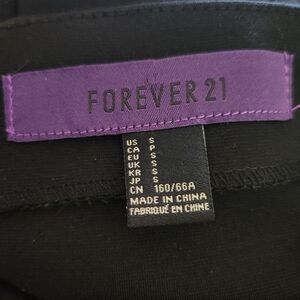 FOREVER 21
US S
CA P
EU S
UK S
KR S
JP S
CN 160/66A
MADE IN CHINA
FABRIQUÉ EN CHINE